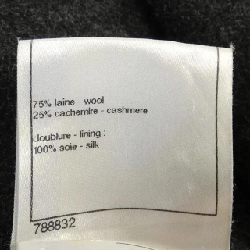 75% laine - wool
25% cachemire - cashmere
doublure - lining :
100% soie - silk
788832